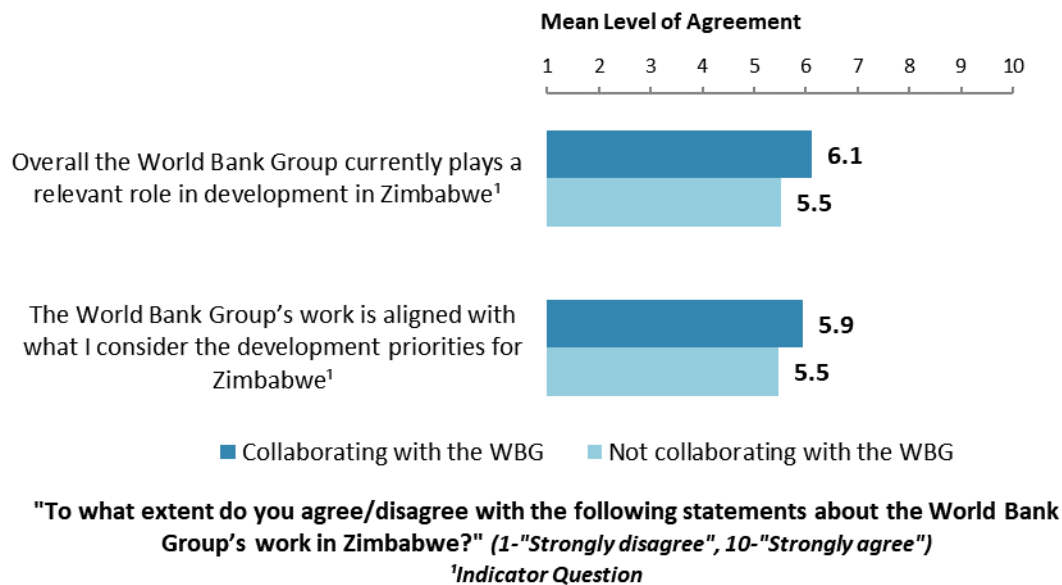 Mean Level of Agreement
1 2 3 4 5 6 7 8 9 10
Overall the World Bank Group currently plays a
relevant role in development in Zimbabwe¹
6.1
5.5
The World Bank Group’s work is aligned with
what I consider the development priorities for
Zimbabwe¹
5.9
5.5
Collaborating with the WBG Not collaborating with the WBG
"To what extent do you agree/disagree with the following statements about the World Bank
Group’s work in Zimbabwe?" (1-"Strongly disagree", 10-"Strongly agree")
¹Indicator Question